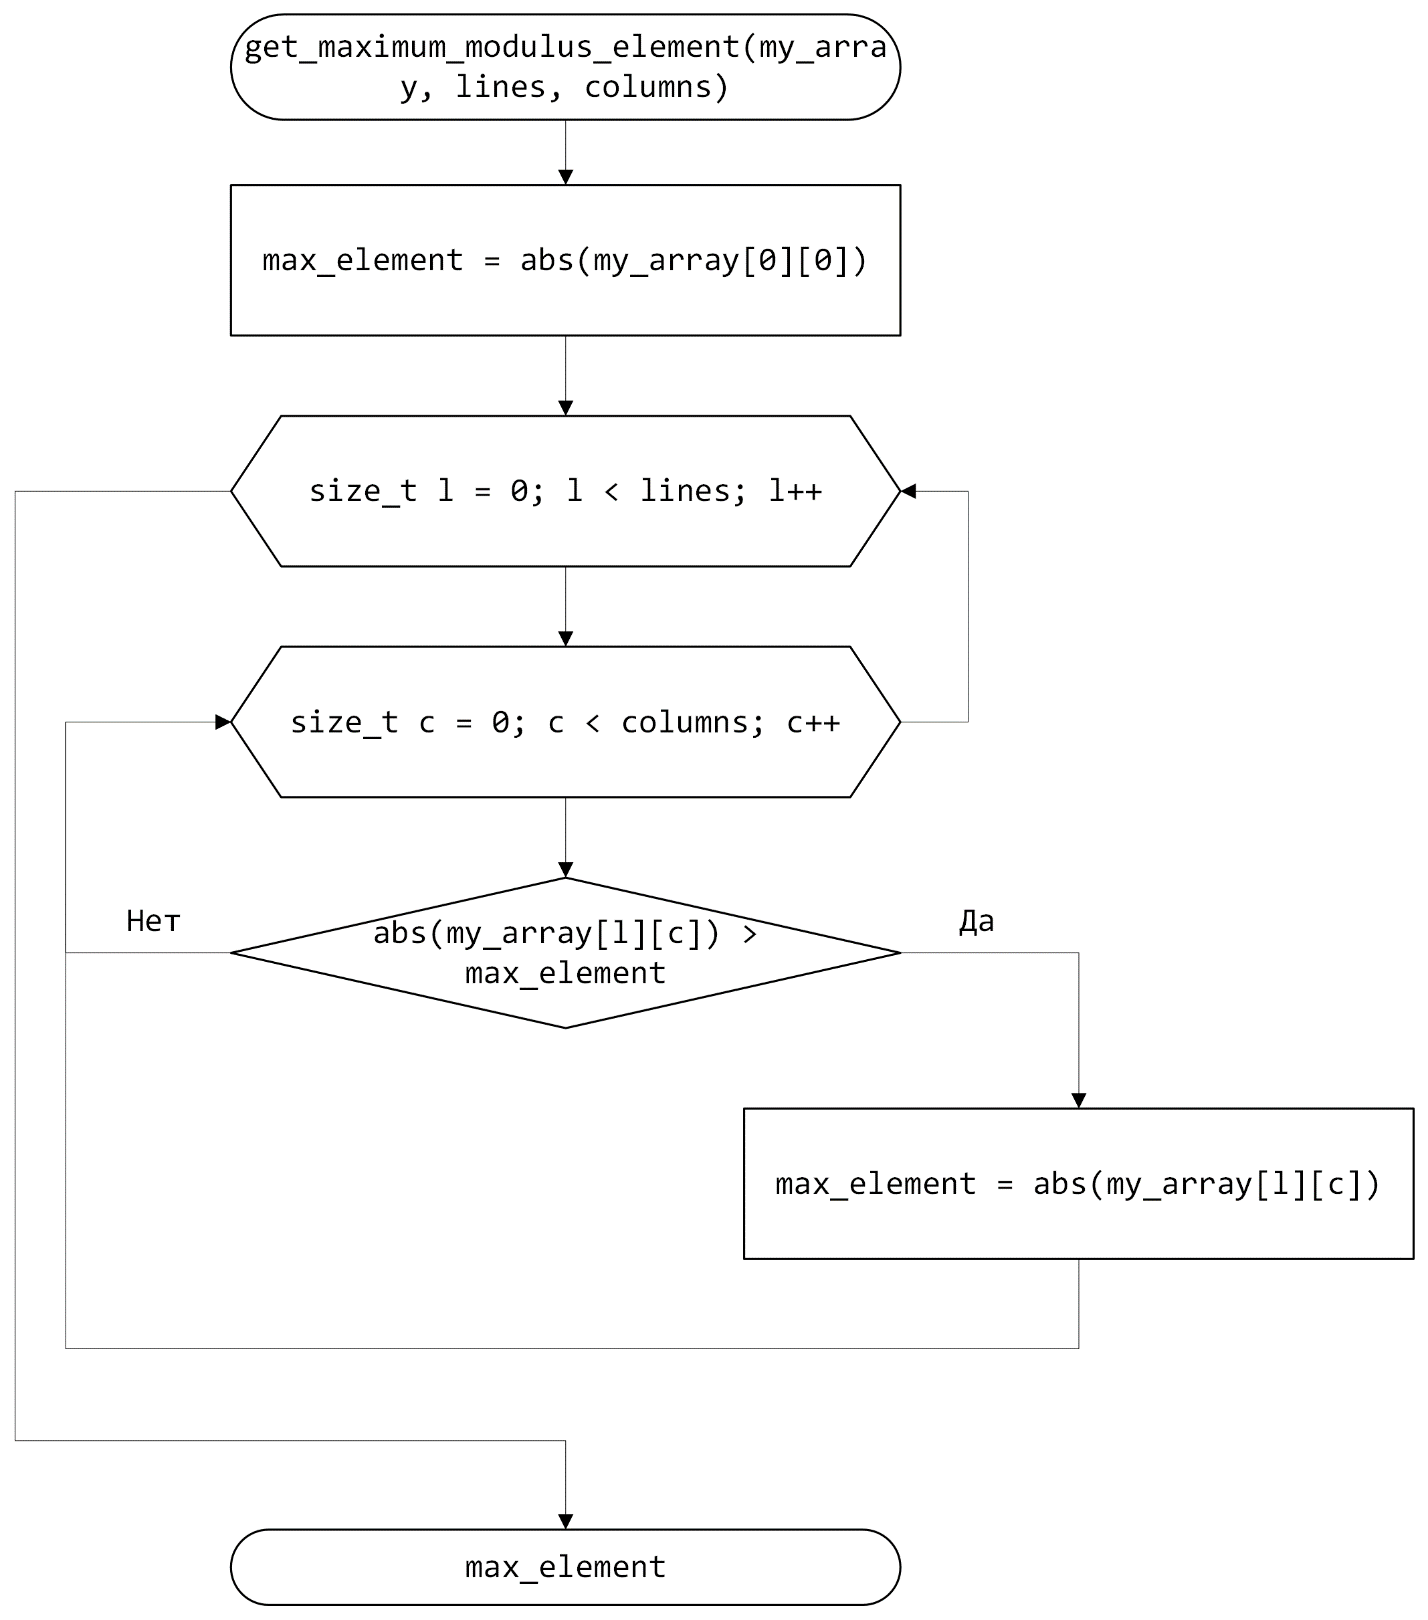 get_maximum_modulus_element(my_arra
y, lines, columns)
max_element = abs(my_array[0][0])
size_t l = 0; l < lines; l++
size_t c = 0; c < columns; c++
Нет
abs(my_array[l][c]) >
max_element
Да
max_element = abs(my_array[l][c])
max_element